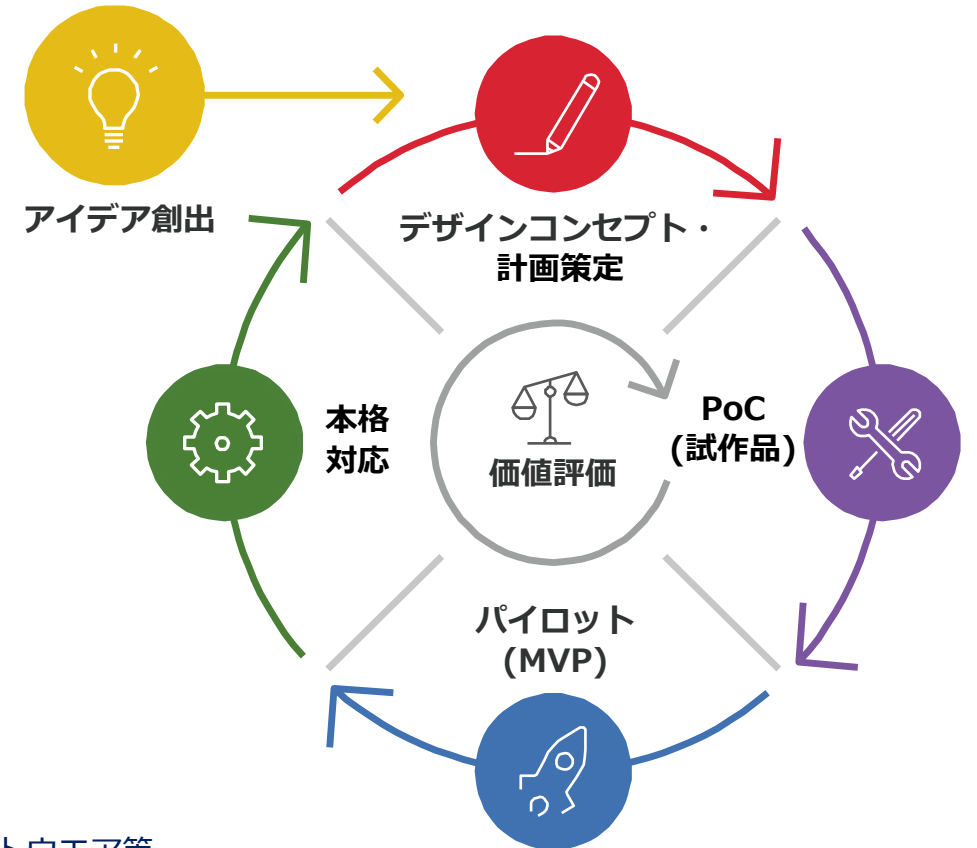 アイデア創出
デザインコンセプト・
計画策定
本格
対応
価値評価
PoC
(試作品)
パイロット
(MVP)